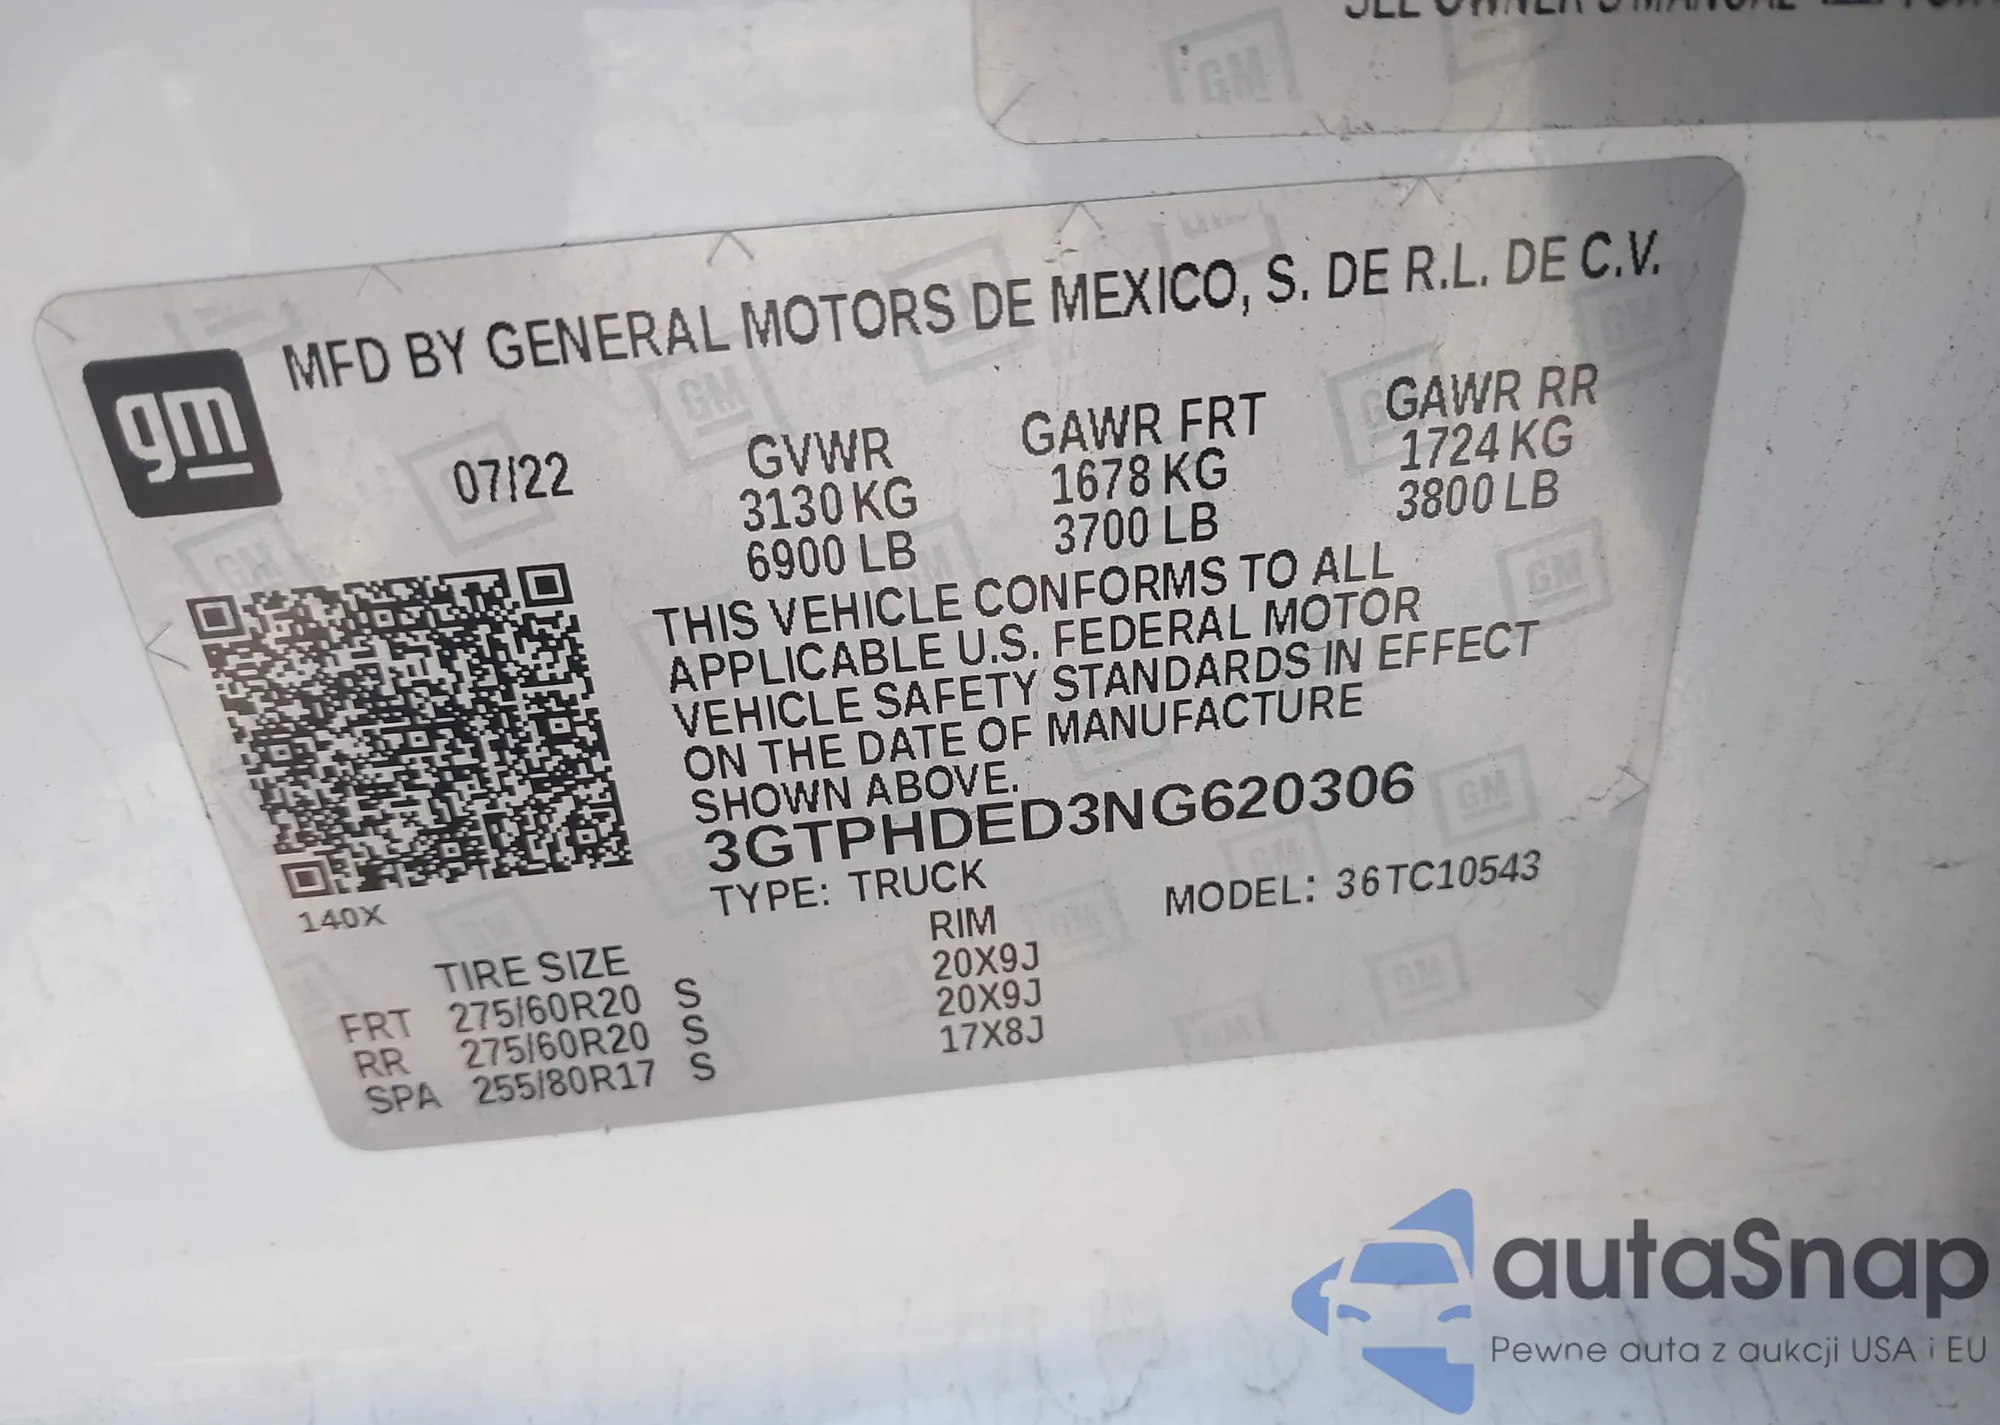 SEE OWNER'S MANUAL
MFD BY GENERAL MOTORS DE MEXICO, S. DE R.L. DE C.V.
gm
07/22 GVWR GAWR FRT GAWR RR
3130 KG 1678 KG 1724 KG
6900 LB 3700 LB 3800 LB
THIS VEHICLE CONFORMS TO ALL
APPLICABLE U.S. FEDERAL MOTOR
VEHICLE SAFETY STANDARDS IN EFFECT
ON THE DATE OF MANUFACTURE
SHOWN ABOVE.
3GTPHDED3NG620306
140X
TYPE: TRUCK MODEL: 36TC10543
TIRE SIZE RIM
FRT 275/60R20 S 20X9J
RR 275/60R20 S 20X9J
SPA 255/80R17 S 17X8J
autaSnap
Pewne auta z aukcji USA i EU